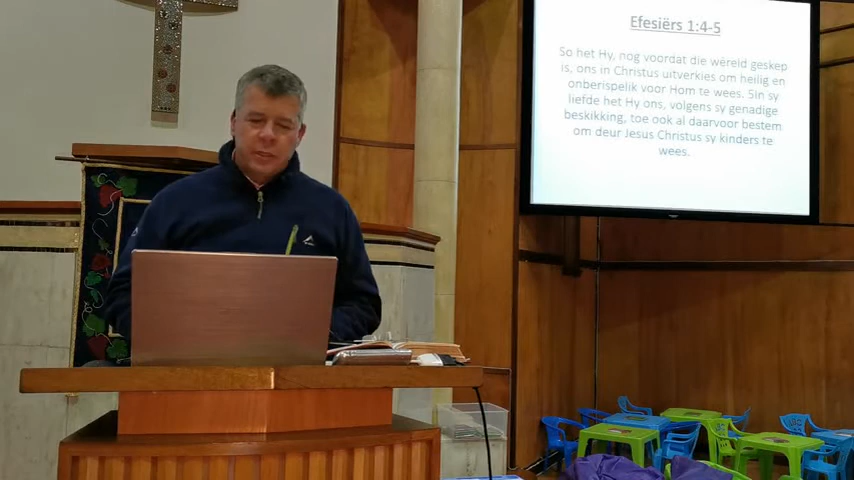 Efesiërs 1:4-5
So het Hy, nog voordat die wêreld geskep
is, ons in Christus uitverkies om heilig en
onberispelik voor Hom te wees. 5In sy
liefde het Hy ons, volgens sy genadige
beskikking, toe ook al daarvoor bestem
om deur Jesus Christus sy kinders te
wees.